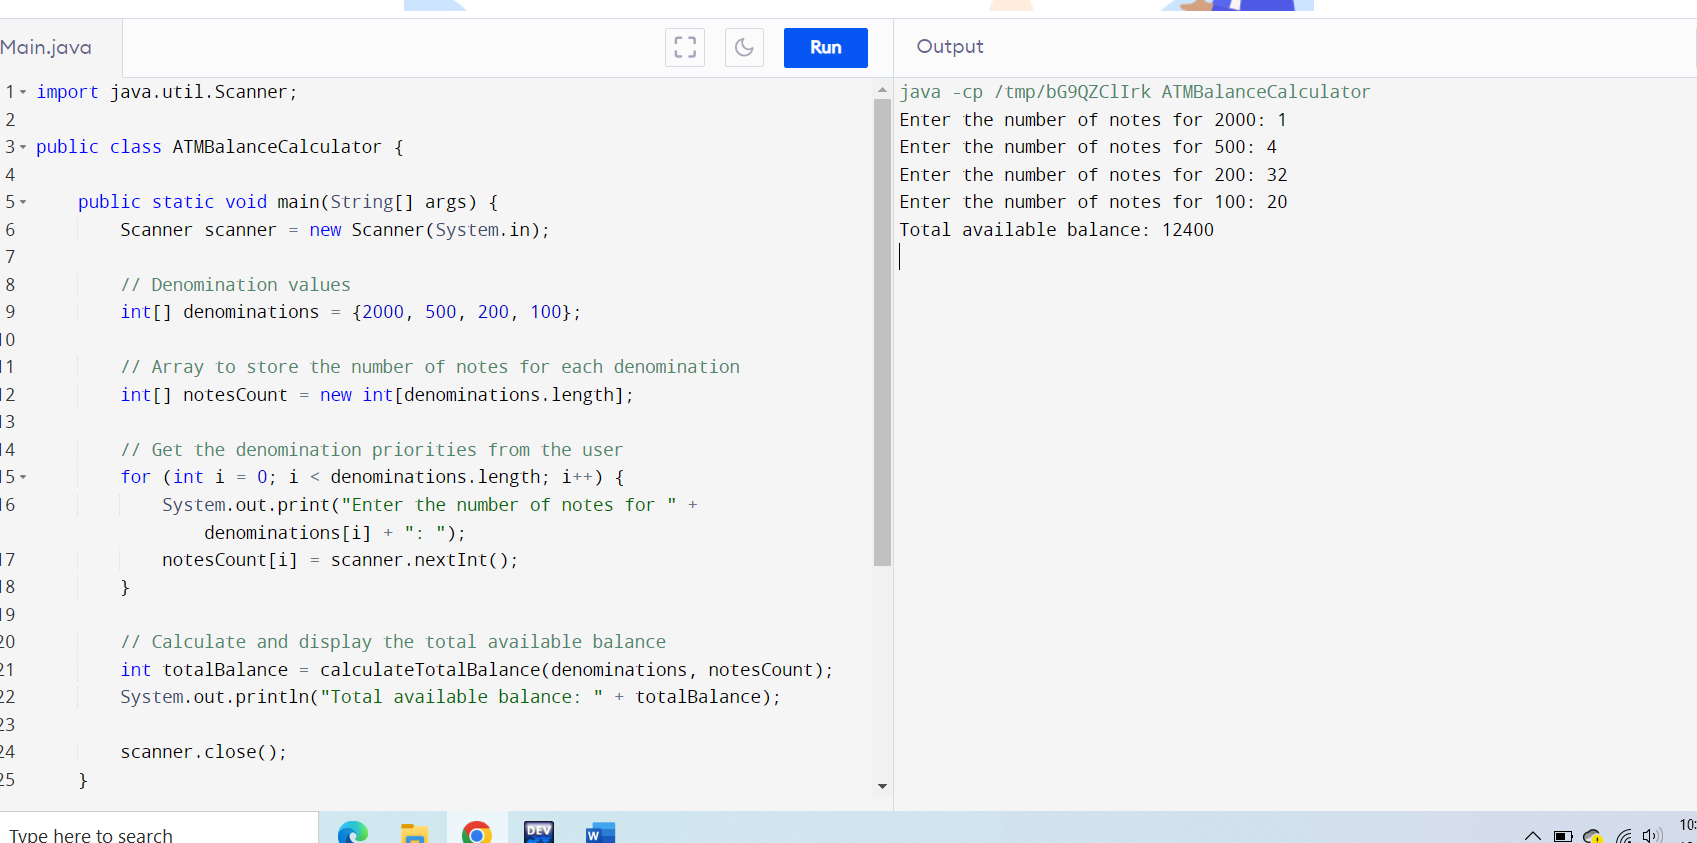 Main.java
Run
Output
1 import java.util.Scanner;
2
3 public class ATMBalanceCalculator {
4
5 public static void main(String[] args) {
6 Scanner scanner = new Scanner(System.in);
7
8 // Denomination values
9 int[] denominations = {2000, 500, 200, 100};
10
11 // Array to store the number of notes for each denomination
12 int[] notesCount = new int[denominations.length];
13
14 // Get the denomination priorities from the user
15 for (int i = 0; i < denominations.length; i++) {
16 System.out.print("Enter the number of notes for " +
denominations[i] + ": ");
17 notesCount[i] = scanner.nextInt();
18 }
19
20 // Calculate and display the total available balance
21 int totalBalance = calculateTotalBalance(denominations, notesCount);
22 System.out.println("Total available balance: " + totalBalance);
23
24 scanner.close();
25 }
java -cp /tmp/bG9QZClIrk ATMBalanceCalculator
Enter the number of notes for 2000: 1
Enter the number of notes for 500: 4
Enter the number of notes for 200: 32
Enter the number of notes for 100: 20
Total available balance: 12400
Type here to search
DEV
W
10: